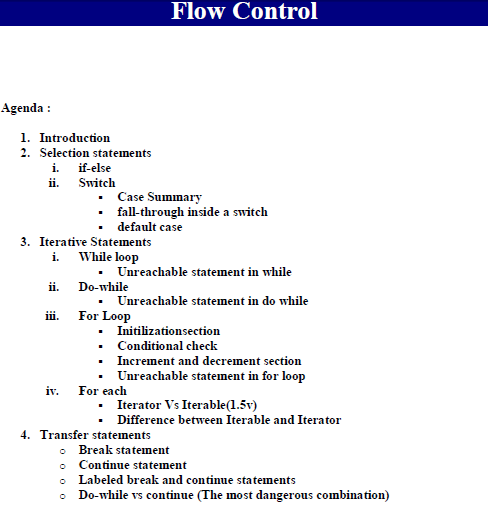 Flow Control
Agenda :
1. Introduction
2. Selection statements
i. if-else
ii. Switch
▪ Case Summary
▪ fall-through inside a switch
▪ default case
3. Iterative Statements
i. While loop
▪ Unreachable statement in while
ii. Do-while
▪ Unreachable statement in do while
iii. For Loop
▪ Initilizationsection
▪ Conditional check
▪ Increment and decrement section
▪ Unreachable statement in for loop
iv. For each
▪ Iterator Vs Iterable(1.5v)
▪ Difference between Iterable and Iterator
4. Transfer statements
o Break statement
o Continue statement
o Labeled break and continue statements
o Do-while vs continue (The most dangerous combination)